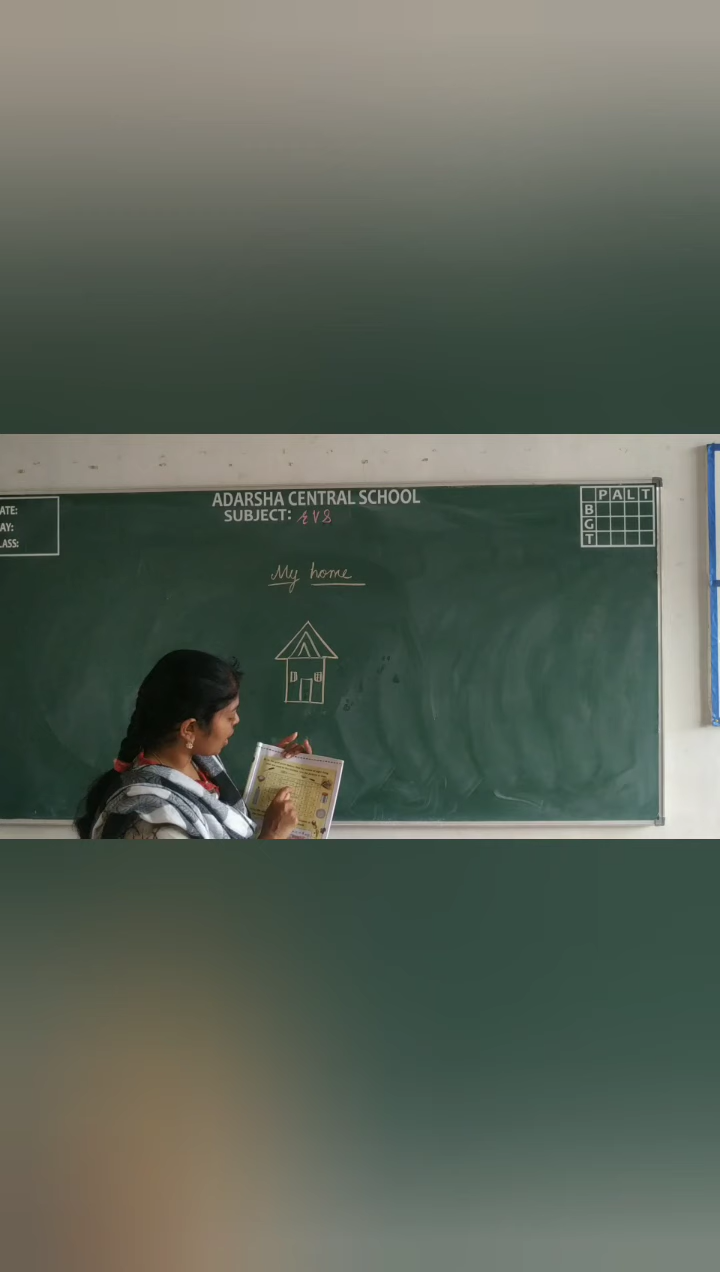 ADARSHA CENTRAL SCHOOL
SUBJECT: EVS
ATE:
AY:
LASS:
P A L T
B
G
T
My home